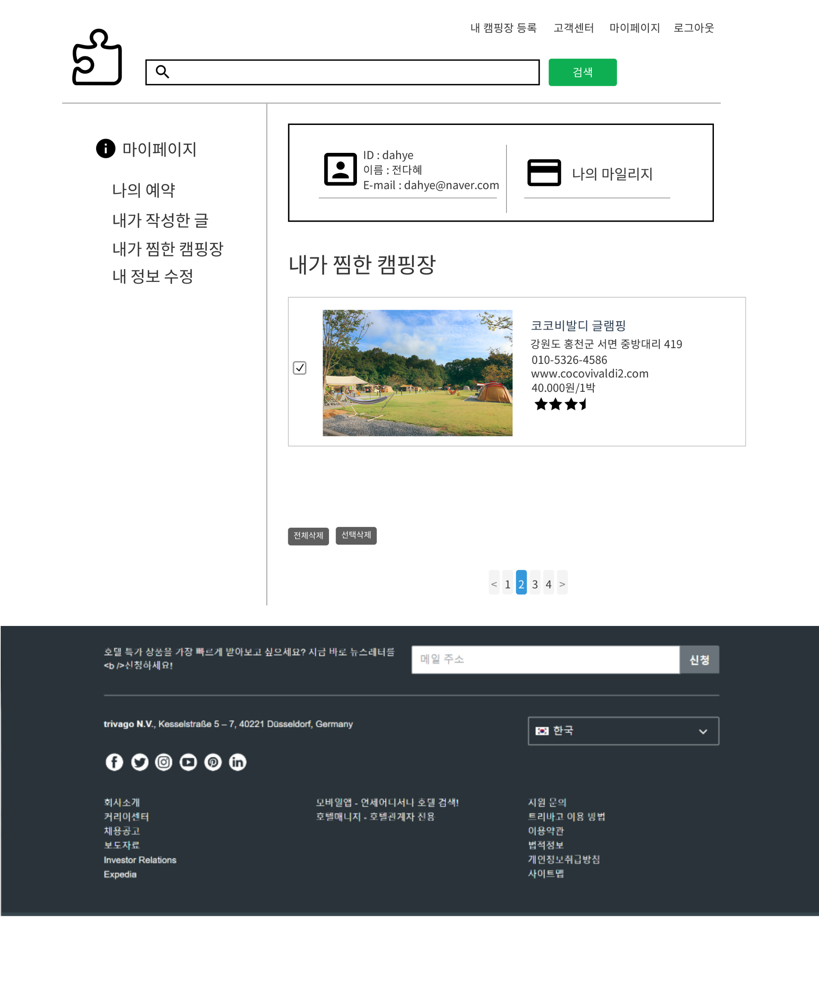 내 캠핑장 등록 고객센터 마이페이지 로그아웃
검색
마이페이지
나의 예약
내가 작성한 글
내가 찜한 캠핑장
내 정보 수정
ID : dahye
이름 : 전다혜
E-mail : dahye@naver.com
나의 마일리지
내가 찜한 캠핑장
코코비발디 글램핑
강원도 홍천군 서면 중방대리 419
010-5326-4586
www.cocovivaldi2.com
40.000원/1박
전체삭제 선택삭제
< 1 2 3 4 >
호텔 특가 상품을 가장 빠르게 받아보고 싶으세요? 지금 바로 뉴스레터를
<b />신청하세요!
메일 주소 신청
trivago N.V., Kesselstraße 5 – 7, 40221 Düsseldorf, Germany
한국
회사소개
커리어센터
채용공고
보도자료
Investor Relations
Expedia
모바일앱 - 언제어디서나 호텔 검색!
호텔매니저 - 호텔관계자 전용
지원 문의
트리바고 이용 방법
이용약관
법적정보
개인정보취급방침
사이트맵